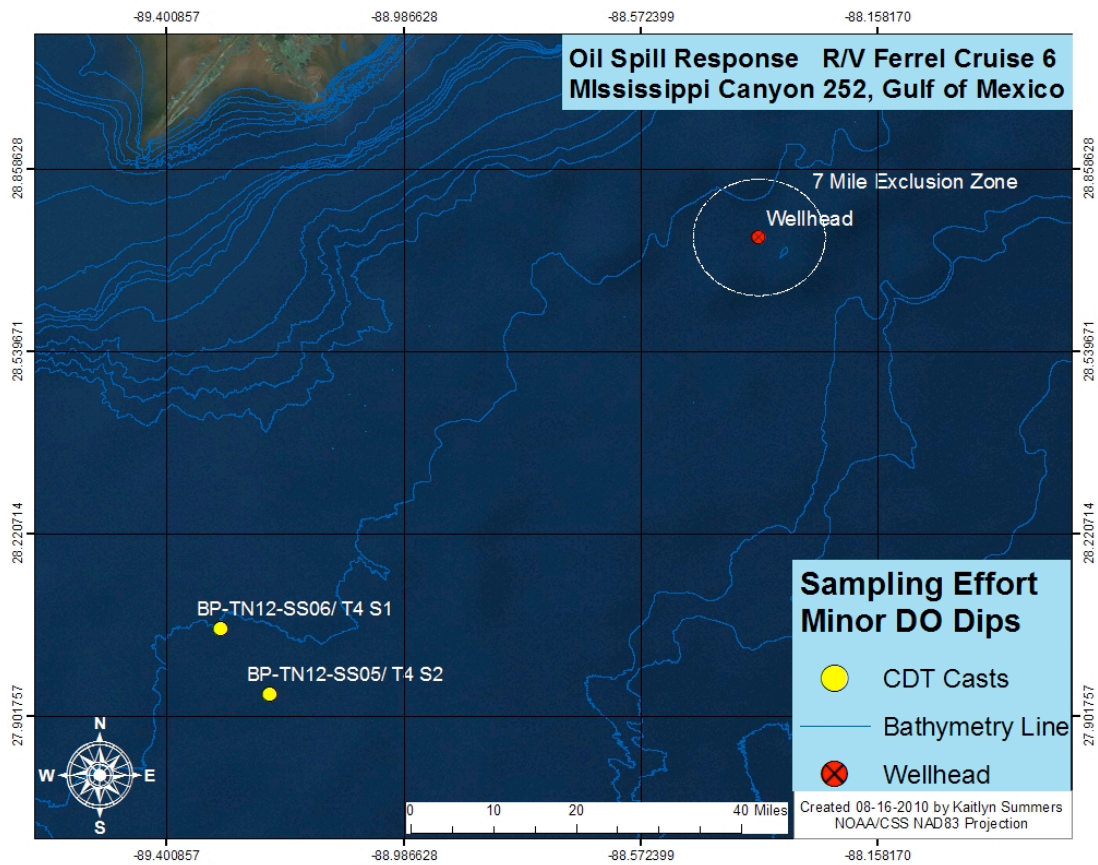 -89.400857 -88.986628 -88.572399 -88.158170
Oil Spill Response R/V Ferrel Cruise 6
MIssissippi Canyon 252, Gulf of Mexico
28.858628
28.858628
7 Mile Exclusion Zone
Wellhead
28.539671
28.539671
28.220714
28.220714
Sampling Effort
Minor DO Dips
BP-TN12-SS06/ T4 S1
BP-TN12-SS05/ T4 S2
CDT Casts
27.901757
27.901757
Bathymetry Line
N
W E
S
Wellhead
0 10 20 40 Miles
Created 08-16-2010 by Kaitlyn Summers
NOAA/CSS NAD83 Projection
-89.400857 -88.986628 -88.572399 -88.158170